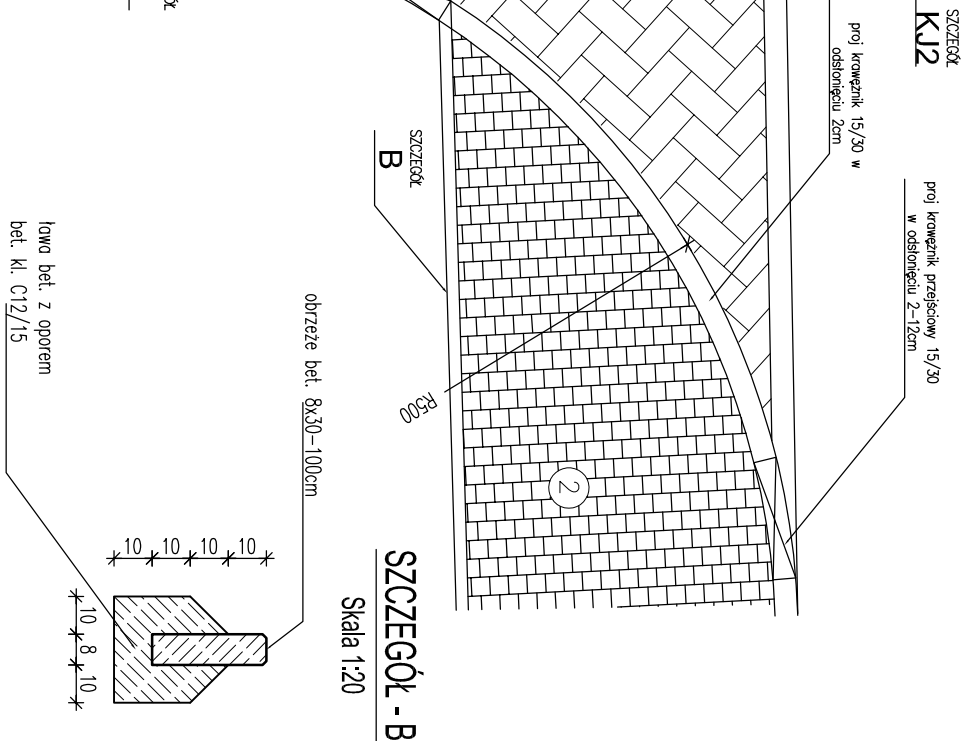 SZCZEGÓŁ
KJ2
proj krawężnik 15/30 w
odsłonięciu 2cm
proj krawężnik przejściowy 15/30
w odsłonięciu 2-12cm
SZCZEGÓŁ
B
R500
2
SZCZEGÓŁ - B
Skala 1:20
obrzeże bet. 8x30-100cm
ława bet. z oporem
bet. kl. C12/15
10 10 10 10
10 8 10